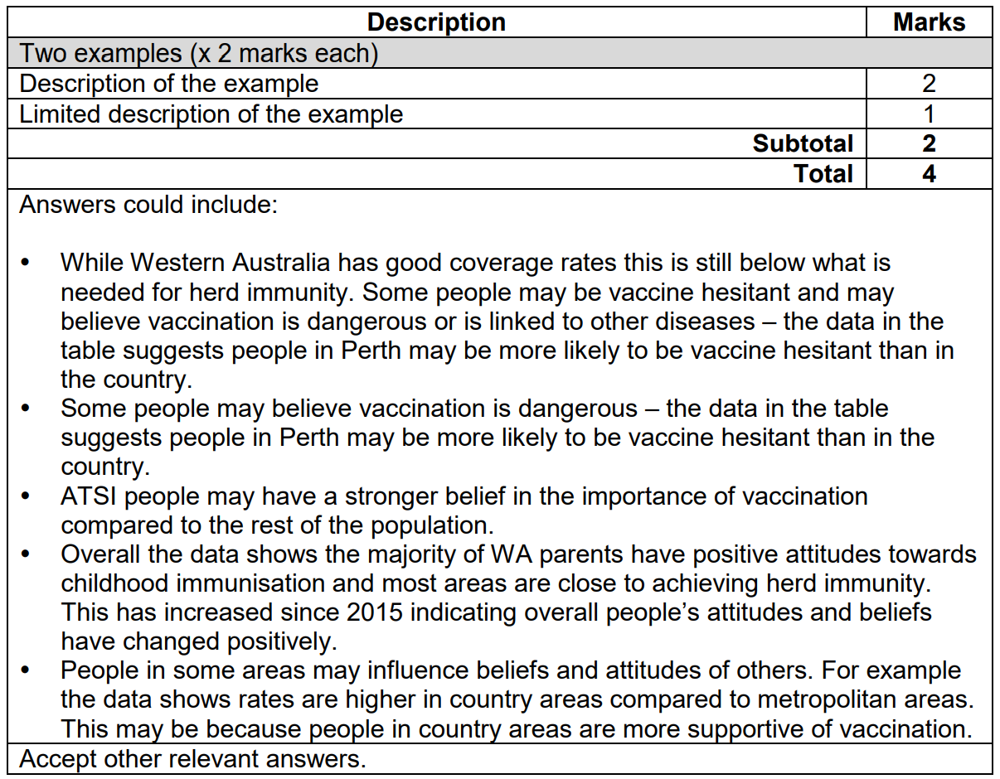 Description Marks
Two examples (x 2 marks each)
Description of the example 2
Limited description of the example 1
Subtotal 2
Total 4
Answers could include:
• While Western Australia has good coverage rates this is still below what is
needed for herd immunity. Some people may be vaccine hesitant and may
believe vaccination is dangerous or is linked to other diseases – the data in the
table suggests people in Perth may be more likely to be vaccine hesitant than in
the country.
• Some people may believe vaccination is dangerous – the data in the table
suggests people in Perth may be more likely to be vaccine hesitant than in the
country.
• ATSI people may have a stronger belief in the importance of vaccination
compared to the rest of the population.
• Overall the data shows the majority of WA parents have positive attitudes towards
childhood immunisation and most areas are close to achieving herd immunity.
This has increased since 2015 indicating overall people’s attitudes and beliefs
have changed positively.
• People in some areas may influence beliefs and attitudes of others. For example
the data shows rates are higher in country areas compared to metropolitan areas.
This may be because people in country areas are more supportive of vaccination.
Accept other relevant answers.